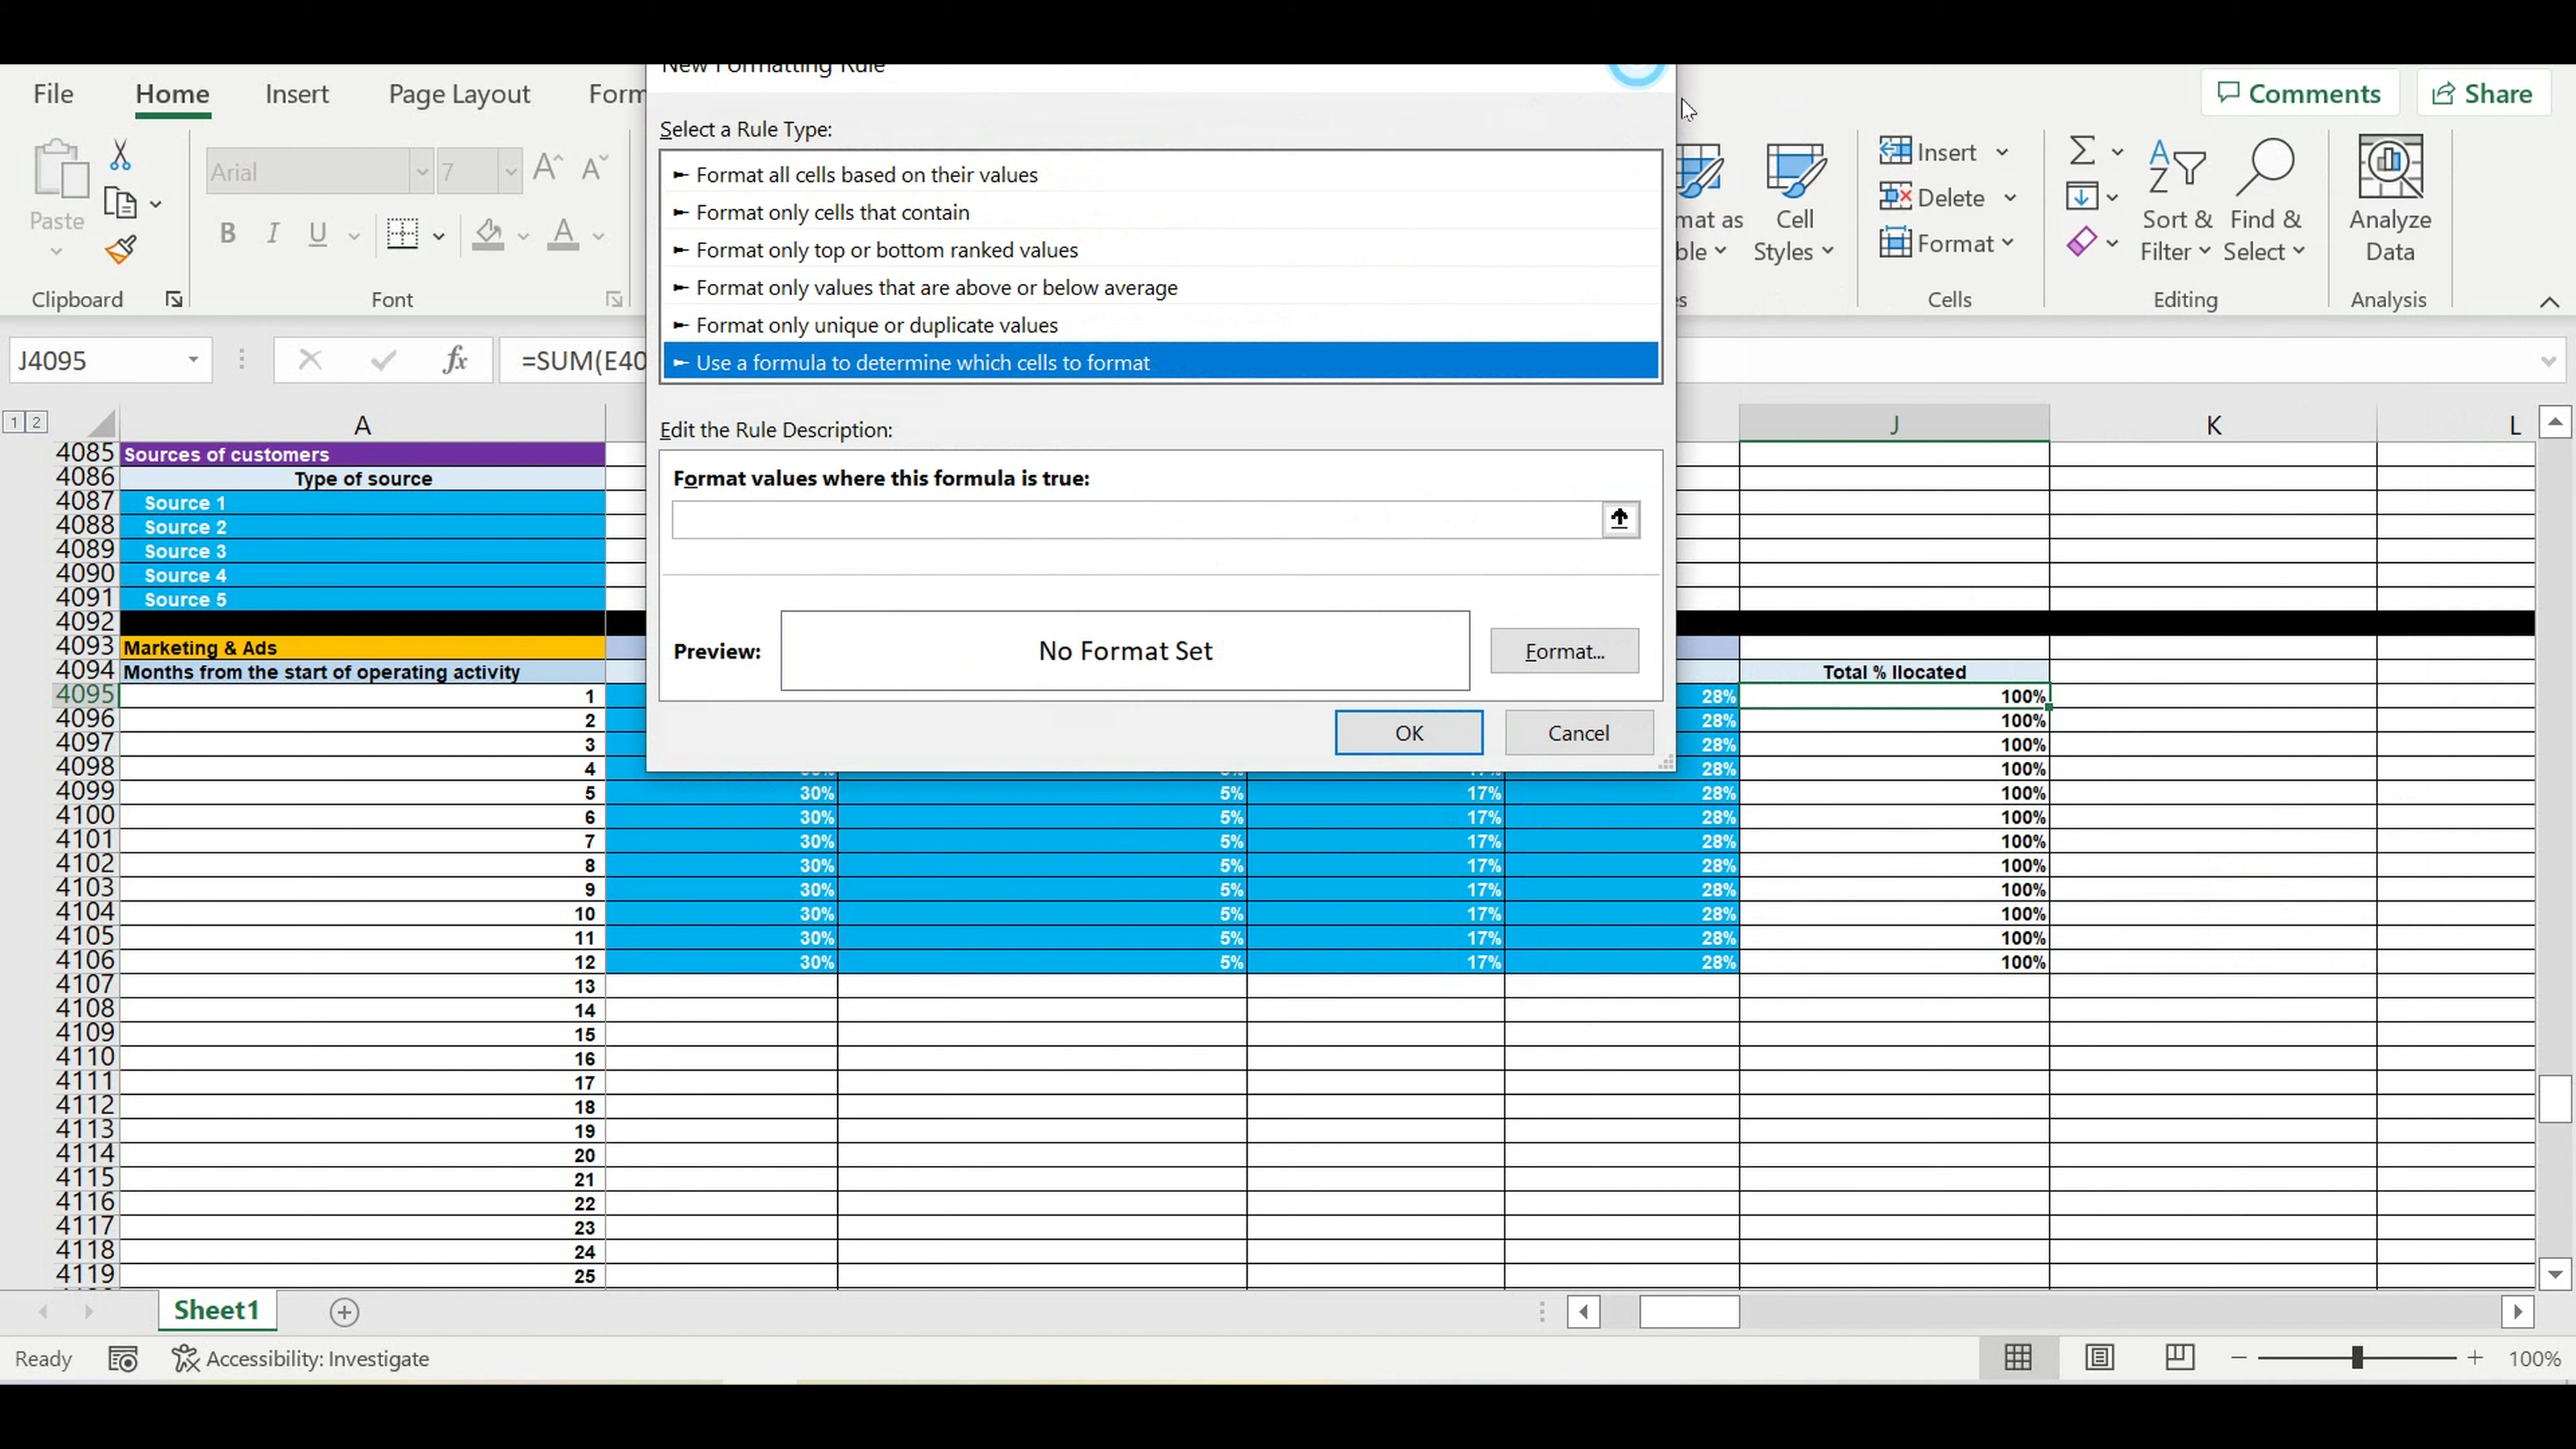 New Formatting Rule
File Home Insert Page Layout Form
Comments Share
Select a Rule Type:
Format all cells based on their values
Format only cells that contain
Format only top or bottom ranked values
Format only values that are above or below average
Format only unique or duplicate values
Use a formula to determine which cells to format
Edit the Rule Description:
Format values where this formula is true:
Preview: No Format Set Format...
OK Cancel
Paste
Clipboard
Arial 7
B I U A
Font
mat as
ble
Cell
Styles
es
Insert
Delete
Format
Cells
Sort &
Filter
Find &
Select
Editing
Analyze
Data
Analysis
J4095 fx =SUM(E40
1 2 A J K L
4085 Sources of customers
4086 Type of source
4087 Source 1
4088 Source 2
4089 Source 3
4090 Source 4
4091 Source 5
4092
4093 Marketing & Ads
4094 Months from the start of operating activity Total % llocated
4095 1 28% 100%
4096 2 28% 100%
4097 3 28% 100%
4098 4 28% 100%
4099 5 30% 5% 17% 28% 100%
4100 6 30% 5% 17% 28% 100%
4101 7 30% 5% 17% 28% 100%
4102 8 30% 5% 17% 28% 100%
4103 9 30% 5% 17% 28% 100%
4104 10 30% 5% 17% 28% 100%
4105 11 30% 5% 17% 28% 100%
4106 12 30% 5% 17% 28% 100%
4107 13
4108 14
4109 15
4110 16
4111 17
4112 18
4113 19
4114 20
4115 21
4116 22
4117 23
4118 24
4119 25
Sheet1
Ready Accessibility: Investigate 100%